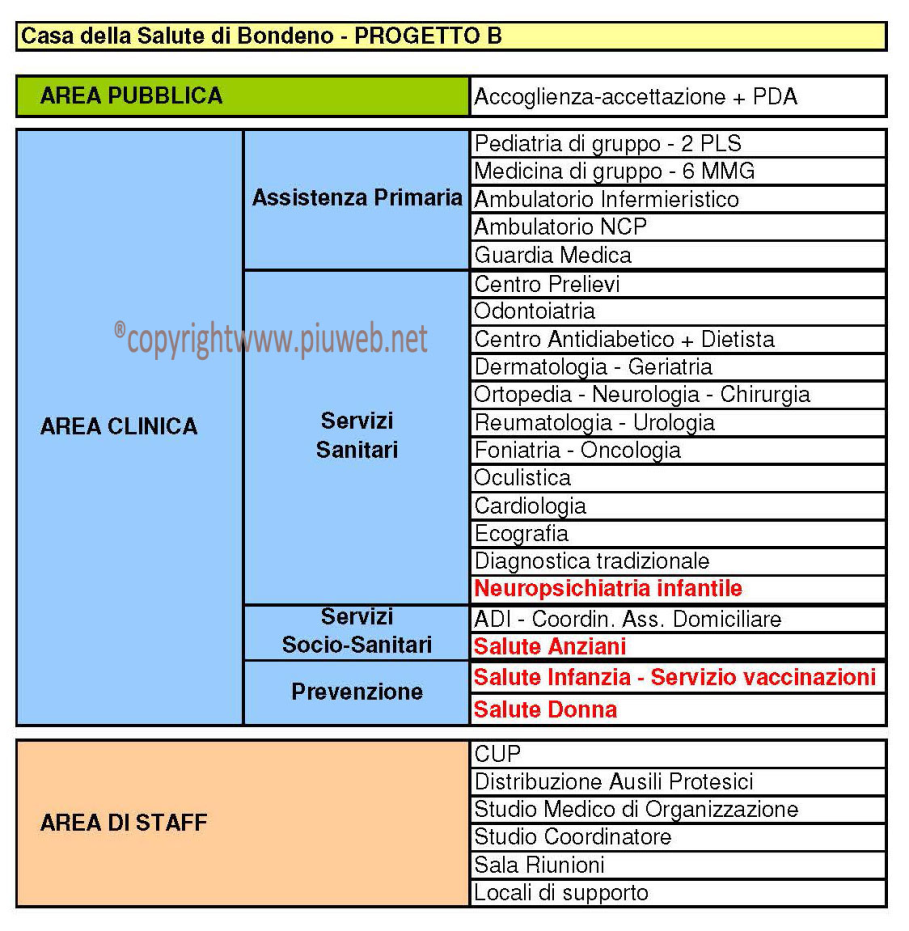 Casa della Salute di Bondeno - PROGETTO B
AREA PUBBLICA
Accoglienza-accettazione + PDA
AREA CLINICA
Assistenza Primaria
Pediatria di gruppo - 2 PLS
Medicina di gruppo - 6 MMG
Ambulatorio Infermieristico
Ambulatorio NCP
Guardia Medica
Servizi
Sanitari
Centro Prelievi
Odontoiatria
Centro Antidiabetico + Dietista
Dermatologia - Geriatria
Ortopedia - Neurologia - Chirurgia
Reumatologia - Urologia
Foniatria - Oncologia
Oculistica
Cardiologia
Ecografia
Diagnostica tradizionale
Neuropsichiatria infantile
Servizi
Socio-Sanitari
ADI - Coordin. Ass. Domiciliare
Salute Anziani
Prevenzione
Salute Infanzia - Servizio vaccinazioni
Salute Donna
AREA DI STAFF
CUP
Distribuzione Ausili Protesici
Studio Medico di Organizzazione
Studio Coordinatore
Sala Riunioni
Locali di supporto
®copyrightwww.piuweb.net